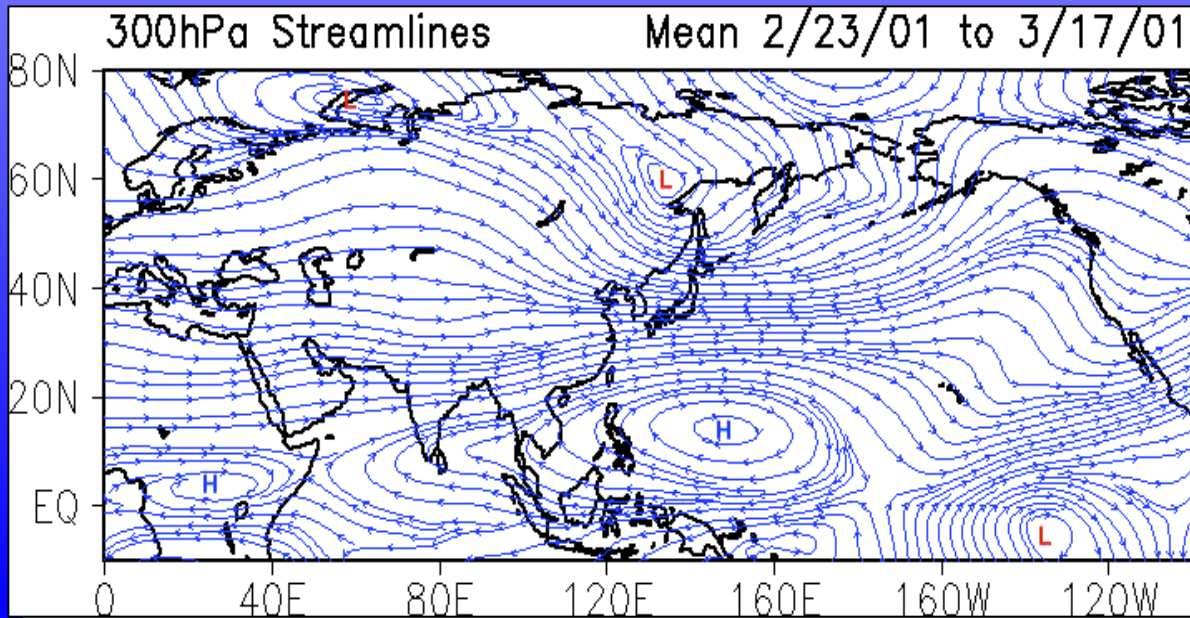 300hPa Streamlines Mean 2/23/01 to 3/17/01
80N
L
60N
L
40N
20N
H
H
EQ
L
0 40E 80E 120E 160E 160W 120W